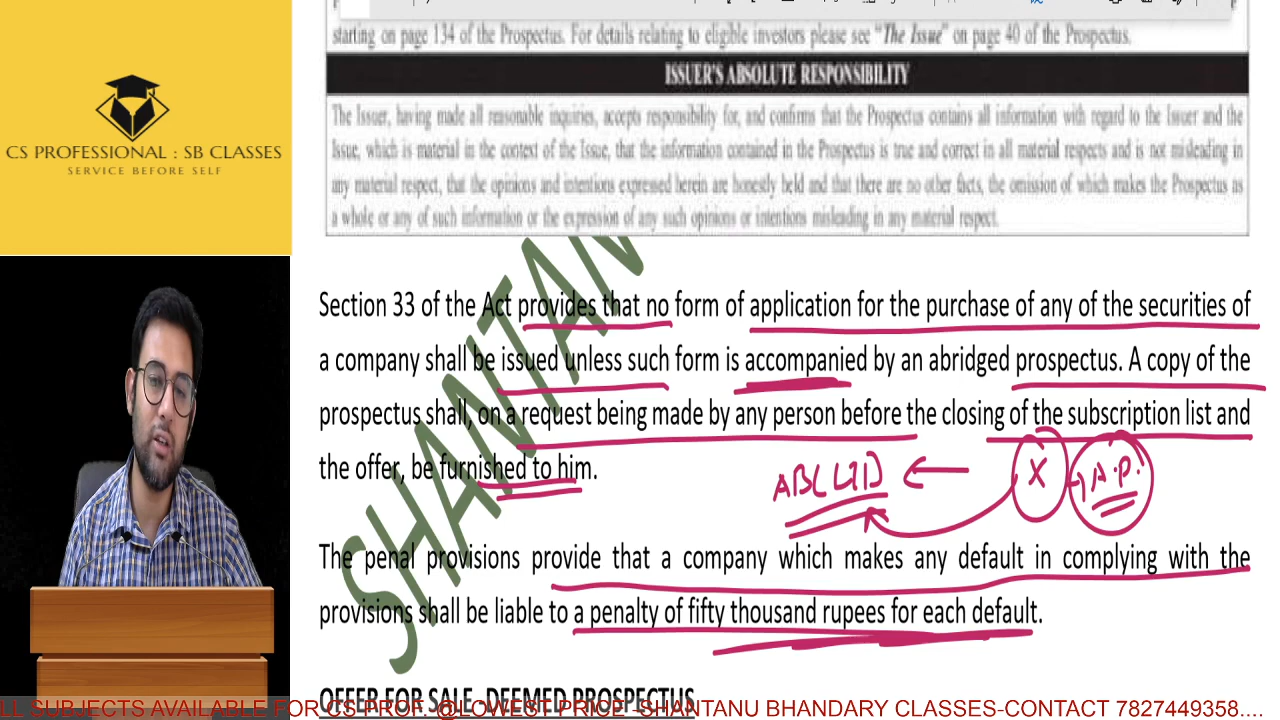 starting on page 134 of the Prospectus. For details relating to eligible investors please see "The Issue" on page 40 of the Prospectus.
ISSUER'S ABSOLUTE RESPONSIBILITY
The Issuer, having made all reasonable inquiries, accepts responsibility for, and confirms that the Prospectus contains all information with regard to the Issuer and the
Issue, which is material in the context of the Issue, that the information contained in the Prospectus is true and correct in all material respects and is not misleading in
any material respect, that the opinions and intentions expressed herein are honestly held and that there are no other facts, the omission of which makes the Prospectus as
a whole or any of such information or the expression of any such opinions or intentions misleading in any material respect.
CS PROFESSIONAL : SB CLASSES
SERVICE BEFORE SELF
SHANTAN
Section 33 of the Act provides that no form of application for the purchase of any of the securities of
a company shall be issued unless such form is accompanied by an abridged prospectus. A copy of the
prospectus shall, on a request being made by any person before the closing of the subscription list and
the offer, be furnished to him.
X A.P.
The penal provisions provide that a company which makes any default in complying with the
provisions shall be liable to a penalty of fifty thousand rupees for each default.
OFFER FOR SALE -DEEMED PROSPECTUS
LL SUBJECTS AVAILABLE FOR CS PROF. @LOWEST PRICE SHANTANU BHANDARY CLASSES-CONTACT 7827449358....